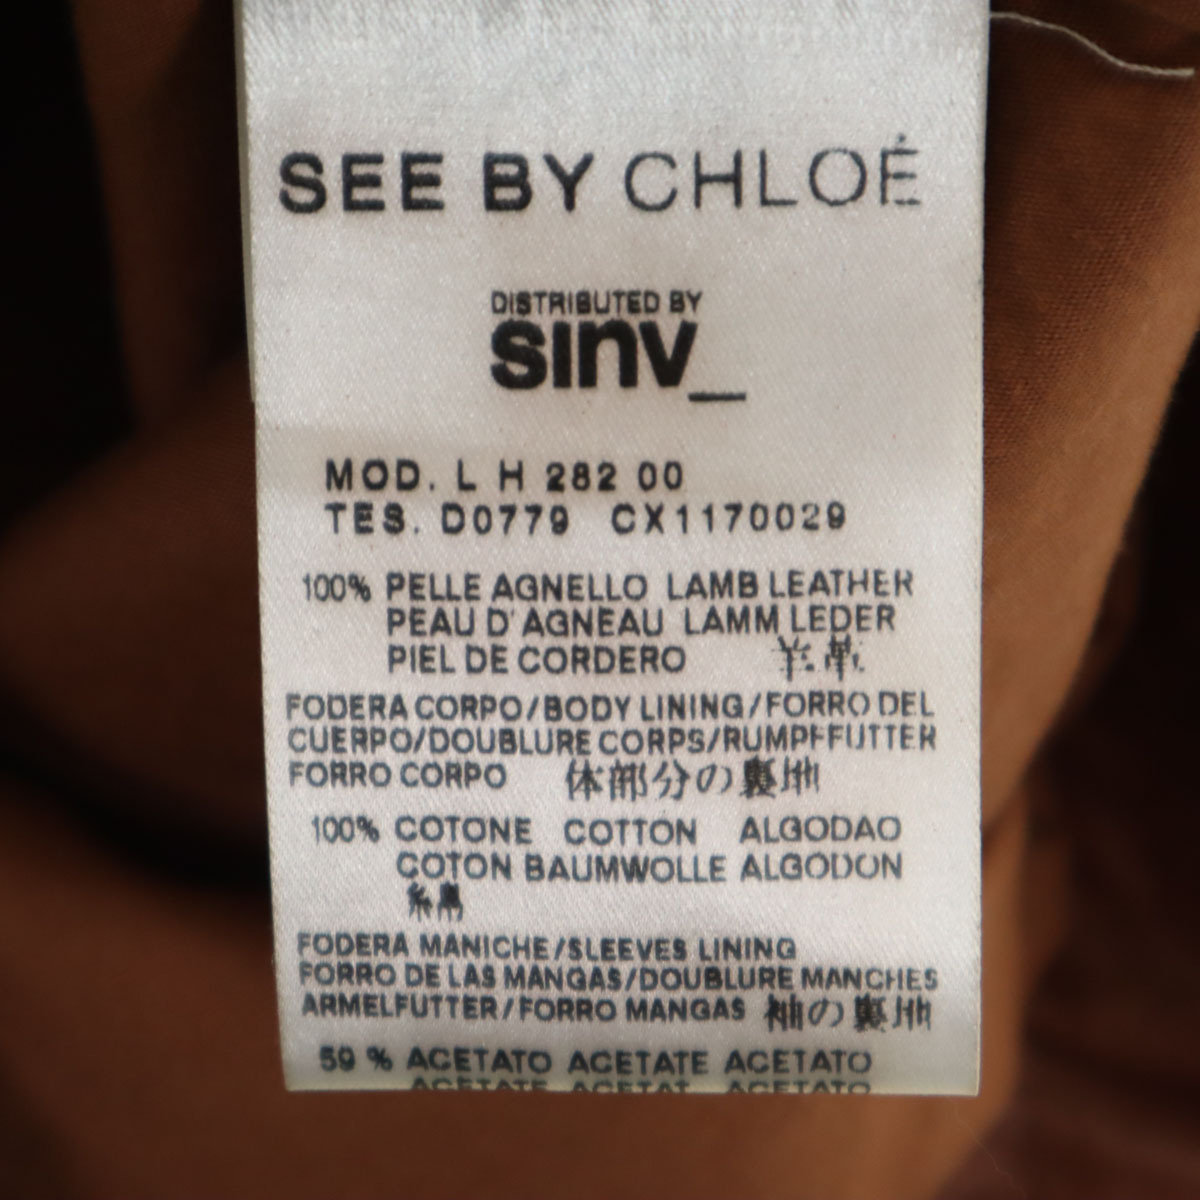 SEE BY CHLOÉ
DISTRIBUTED BY
sinv_
MOD. L H 282 00
TES. D0779 CX1170029
100% PELLE AGNELLO LAMB LEATHER
PEAU D'AGNEAU LAMM LEDER
PIEL DE CORDERO 羊革
FODERA CORPO/BODY LINING/FORRO DEL
CUERPO/DOUBLURE CORPS/RUMPFFUTTER
FORRO CORPO 体部分の裏地
100% COTONE COTTON ALGODAO
COTON BAUMWOLLE ALGODON
綿
FODERA MANICHE/SLEEVES LINING
FORRO DE LAS MANGAS/DOUBLURE MANCHES
ARMELFUTTER/FORRO MANGAS 袖の裏地
59 % ACETATO ACETATE ACETATO
ACETATE ACETAT ACETATO